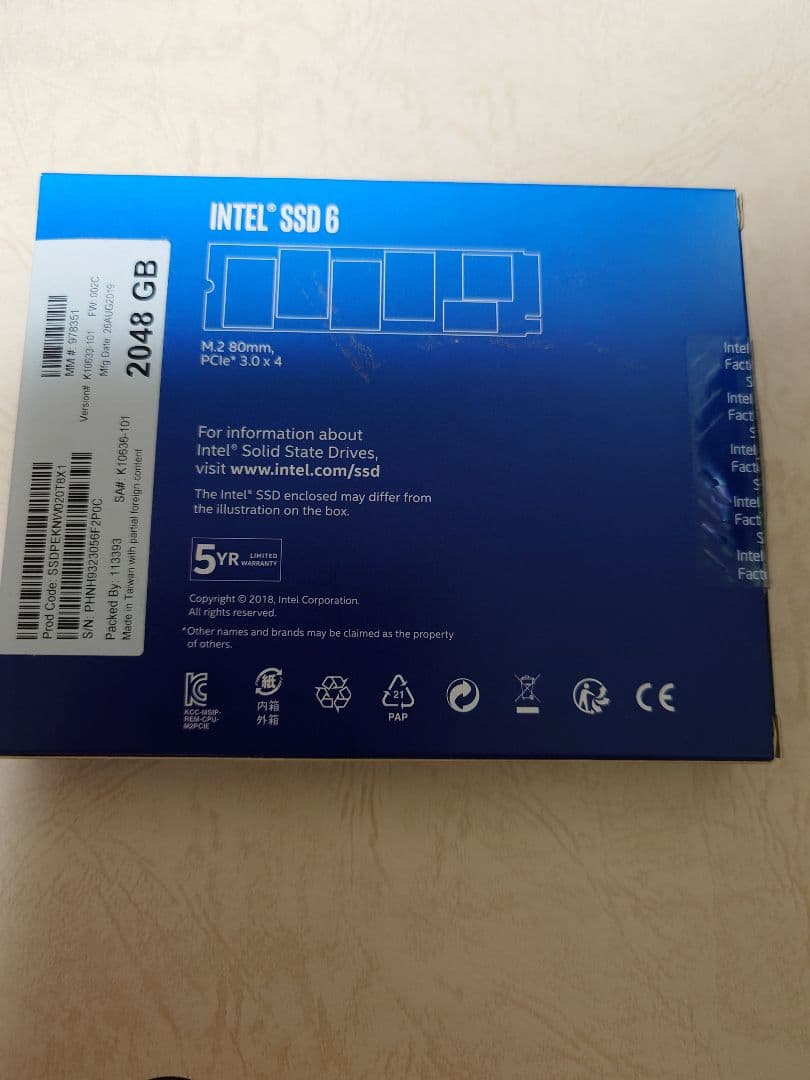 INTEL® SSD 6
M.2 80mm,
PCIe* 3.0 x 4
For information about
Intel® Solid State Drives,
visit www.intel.com/ssd
The Intel® SSD enclosed may differ from
the illustration on the box.
5YR LIMITED
WARRANTY
Copyright © 2018, Intel Corporation.
All rights reserved.
*Other names and brands may be claimed as the property
of others.
KCC-MSIP-
REM-CPU-
M2PCIE
紙
内箱
外箱
21
PAP
CE
MM#: 978351
Version# K10633-101 FW: 002C
Mfg Date: 26AUG2019
2048 GB
Prod Code: SSDPEKNW020T8X1
S/N: PHNH9323056F2P0C
Packed By: 113393 SA#: K10636-101
Made in Taiwan with partial foreign content
Intel
Fact
S
Intel
Fact
S
Intel
Fact
S
Intel
Fact
S
Intel
Fact